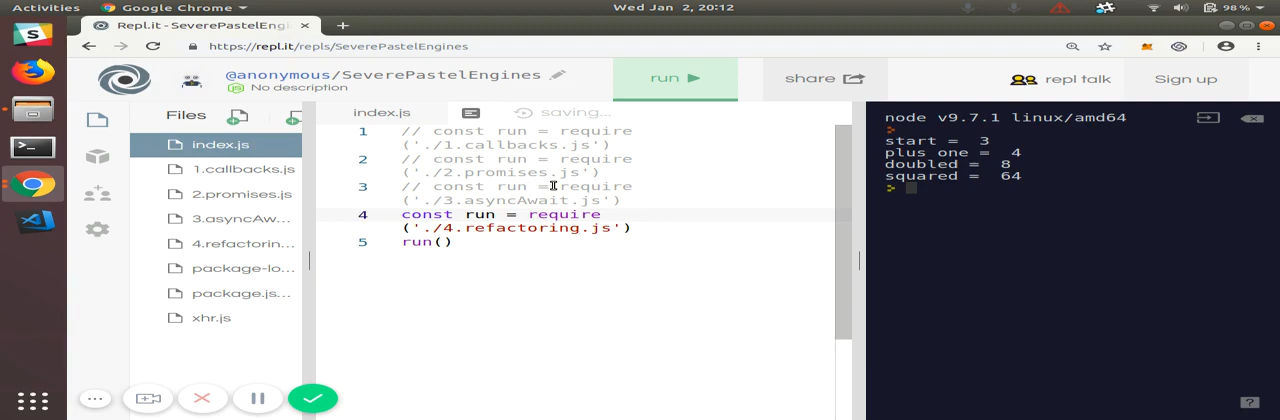 Activities
Google Chrome
Wed Jan 2, 20:12
98 %
Repl.it - SeverePastelEngi
https://repl.it/repls/SeverePastelEngines
@anonymous/SeverePastelEngines
No description
run
share
repl talk
Sign up
Files
index.js
1.callbacks.js
2.promises.js
3.asyncAw...
4.refactorin...
package-lo...
package.js...
xhr.js
index.js
saving...
1 // const run = require
('./1.callbacks.js')
2 // const run = require
('./2.promises.js')
3 // const run = require
('./3.asyncAwait.js')
4 const run = require
('./4.refactoring.js')
5 run()
node v9.7.1 linux/amd64
start = 3
plus one = 4
doubled = 8
squared = 64